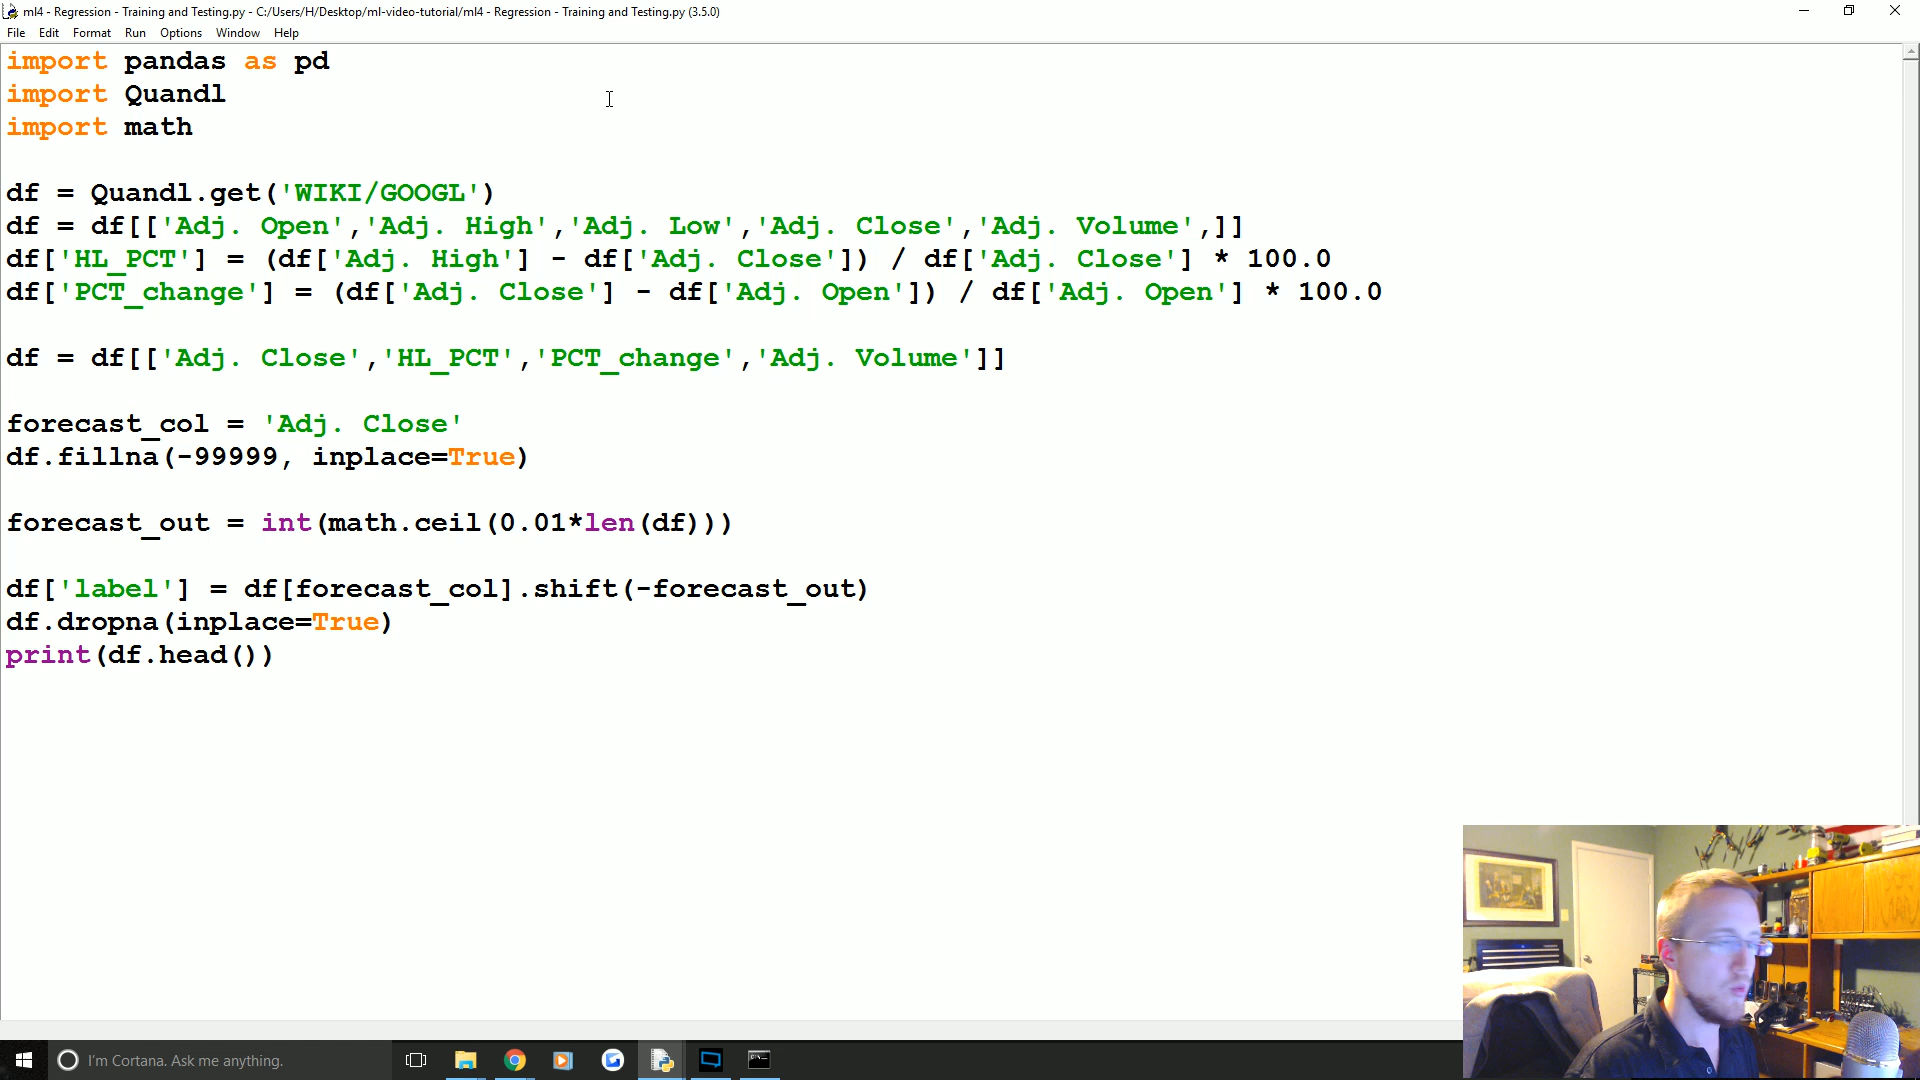 ml4 - Regression - Training and Testing.py - C:/Users/H/Desktop/ml-video-tutorial/ml4 - Regression - Training and Testing.py (3.5.0)
File Edit Format Run Options Window Help
import pandas as pd
import Quandl
import math
df = Quandl.get('WIKI/GOOGL')
df = df[['Adj. Open','Adj. High','Adj. Low','Adj. Close','Adj. Volume',]]
df['HL_PCT'] = (df['Adj. High'] - df['Adj. Close']) / df['Adj. Close'] * 100.0
df['PCT_change'] = (df['Adj. Close'] - df['Adj. Open']) / df['Adj. Open'] * 100.0
df = df[['Adj. Close','HL_PCT','PCT_change','Adj. Volume']]
forecast_col = 'Adj. Close'
df.fillna(-99999, inplace=True)
forecast_out = int(math.ceil(0.01*len(df)))
df['label'] = df[forecast_col].shift(-forecast_out)
df.dropna(inplace=True)
print(df.head())
I'm Cortana. Ask me anything.